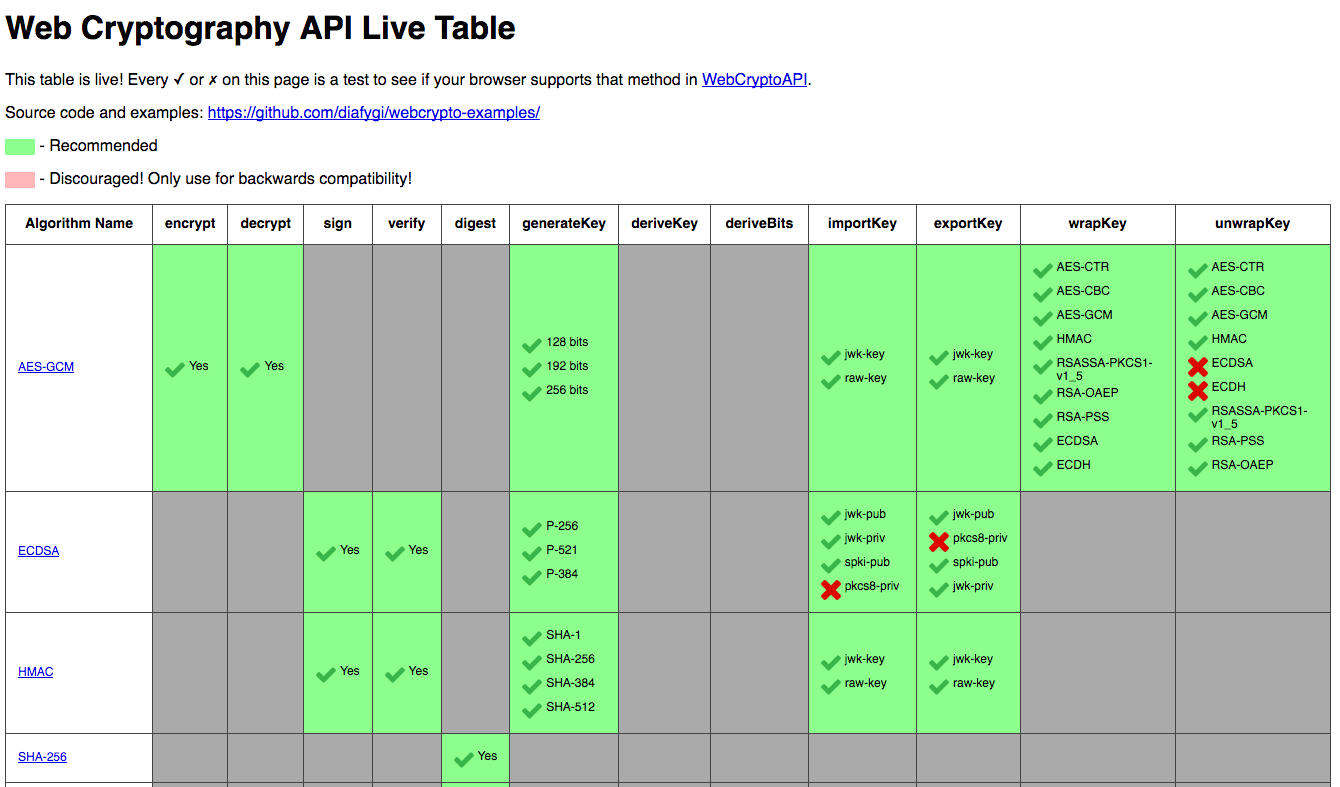 Web Cryptography API Live Table
This table is live! Every ✓ or ✗ on this page is a test to see if your browser supports that method in WebCryptoAPI.
Source code and examples: https://github.com/diafygi/webcrypto-examples/
- Recommended
- Discouraged! Only use for backwards compatibility!
Algorithm Name encrypt decrypt sign verify digest generateKey deriveKey deriveBits importKey exportKey wrapKey unwrapKey
AES-GCM
Yes
Yes
128 bits
192 bits
256 bits
jwk-key
raw-key
jwk-key
raw-key
AES-CTR
AES-CBC
AES-GCM
HMAC
RSASSA-PKCS1-
v1_5
RSA-OAEP
RSA-PSS
ECDSA
ECDH
AES-CTR
AES-CBC
AES-GCM
HMAC
ECDSA
ECDH
RSASSA-PKCS1-
v1_5
RSA-PSS
RSA-OAEP
ECDSA
Yes
Yes
P-256
P-521
P-384
jwk-pub
jwk-priv
spki-pub
pkcs8-priv
jwk-pub
pkcs8-priv
spki-pub
jwk-priv
HMAC
Yes
Yes
SHA-1
SHA-256
SHA-384
SHA-512
jwk-key
raw-key
jwk-key
raw-key
SHA-256
Yes